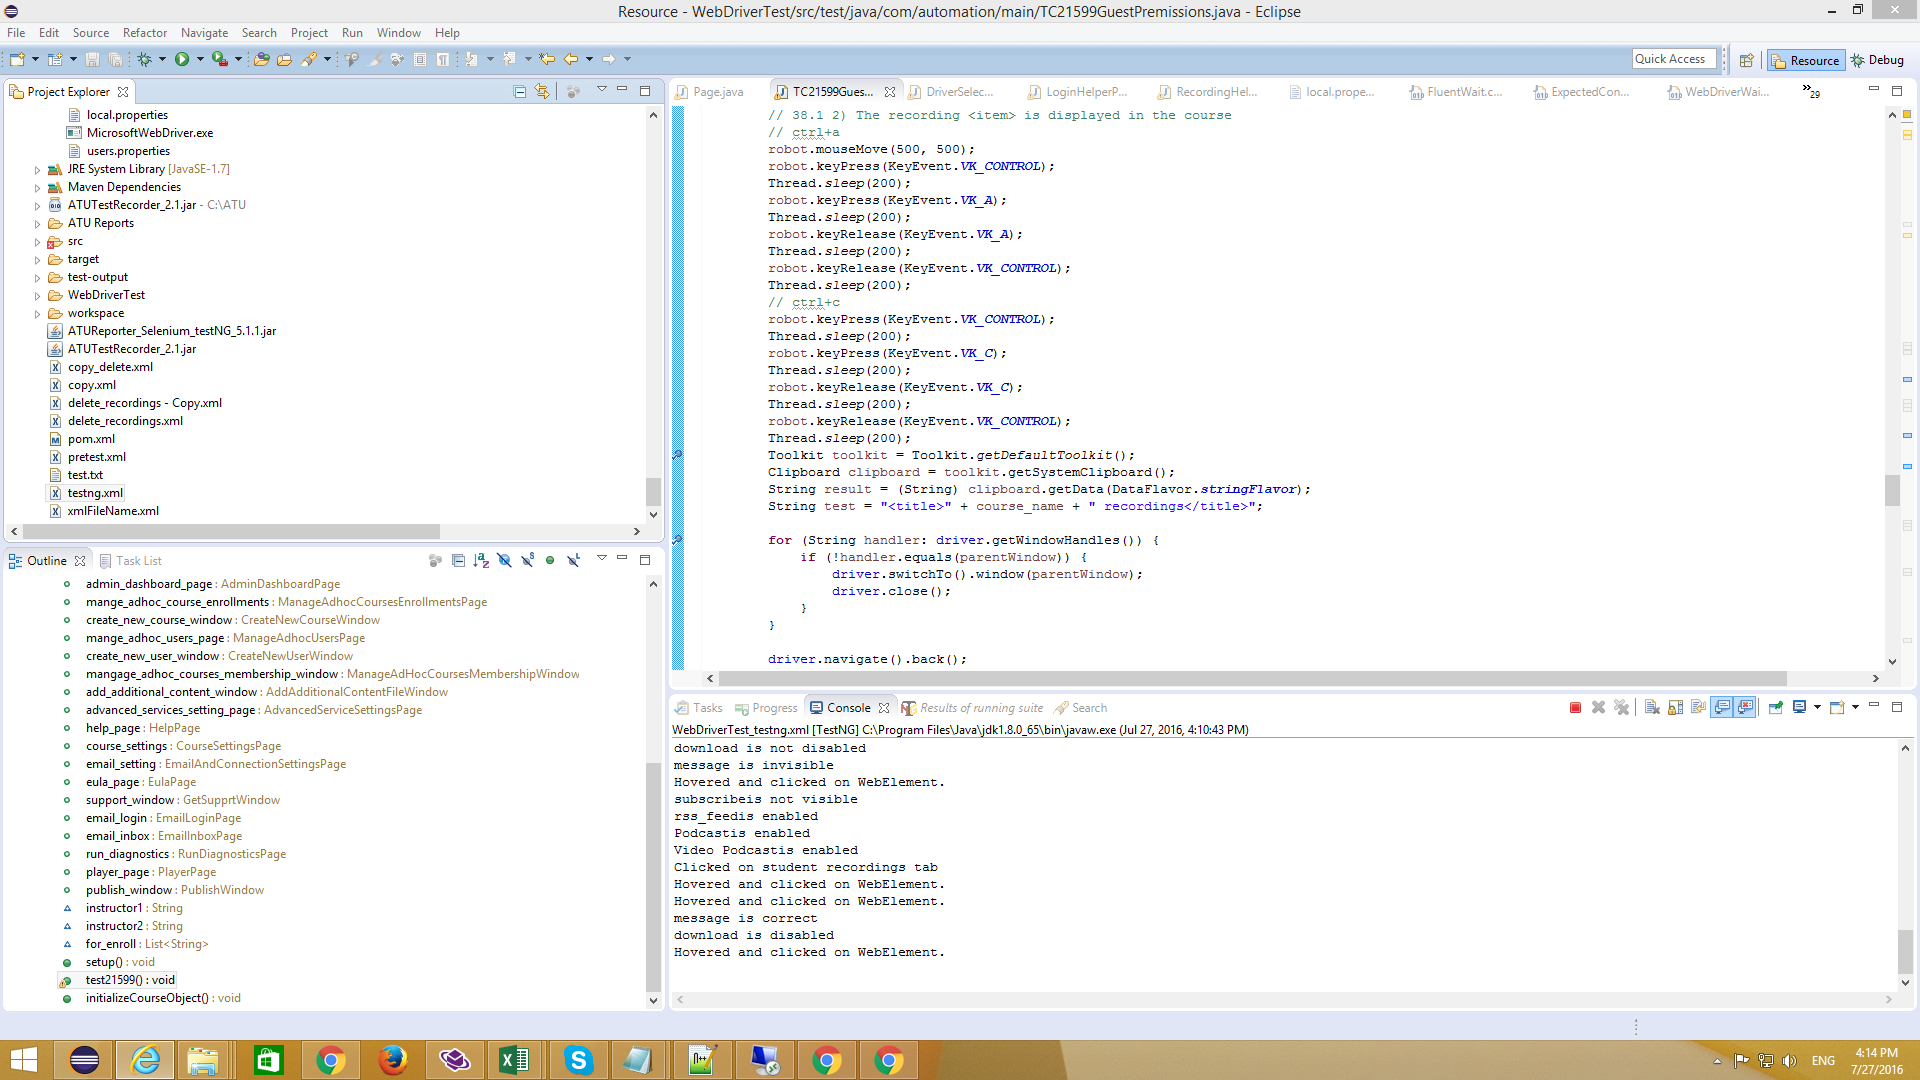 Resource - WebDriverTest/src/test/java/com/automation/main/TC21599GuestPremissions.java - Eclipse
File Edit Source Refactor Navigate Search Project Run Window Help
Quick Access
Resource
Debug
Project Explorer
local.properties
MicrosoftWebDriver.exe
users.properties
JRE System Library [JavaSE-1.7]
Maven Dependencies
ATUTestRecorder_2.1.jar - C:\ATU
ATU Reports
src
target
test-output
WebDriverTest
workspace
ATUReporter_Selenium_testNG_5.1.1.jar
ATUTestRecorder_2.1.jar
copy_delete.xml
copy.xml
delete_recordings - Copy.xml
delete_recordings.xml
pom.xml
pretest.xml
test.txt
testng.xml
xmlFileName.xml
Outline
Task List
admin_dashboard_page : AdminDashboardPage
mange_adhoc_course_enrollments : ManageAdhocCoursesEnrollmentsPage
create_new_course_window : CreateNewCourseWindow
mange_adhoc_users_page : ManageAdhocUsersPage
create_new_user_window : CreateNewUserWindow
mangage_adhoc_courses_membership_window : ManageAdHocCoursesMembershipWindow
add_additional_content_window : AddAdditionalContentFileWindow
advanced_services_setting_page : AdvancedServiceSettingsPage
help_page : HelpPage
course_settings : CourseSettingsPage
email_setting : EmailAndConnectionSettingsPage
eula_page : EulaPage
support_window : GetSupprtWindow
email_login : EmailLoginPage
email_inbox : EmailInboxPage
run_diagnostics : RunDiagnosticsPage
player_page : PlayerPage
publish_window : PublishWindow
instructor1 : String
instructor2 : String
for_enroll : List<String>
setup() : void
test21599() : void
initializeCourseObject() : void
Page.java
TC21599Gues...
DriverSelec...
LoginHelperP...
RecordingHel...
local.prope...
FluentWait.c...
ExpectedCon...
WebDriverWai...
»29
// 38.1 2) The recording <item> is displayed in the course
// ctrl+a
robot.mouseMove(500, 500);
robot.keyPress(KeyEvent.VK_CONTROL);
Thread.sleep(200);
robot.keyPress(KeyEvent.VK_A);
Thread.sleep(200);
robot.keyRelease(KeyEvent.VK_A);
Thread.sleep(200);
robot.keyRelease(KeyEvent.VK_CONTROL);
Thread.sleep(200);
// ctrl+c
robot.keyPress(KeyEvent.VK_CONTROL);
Thread.sleep(200);
robot.keyPress(KeyEvent.VK_C);
Thread.sleep(200);
robot.keyRelease(KeyEvent.VK_C);
Thread.sleep(200);
robot.keyRelease(KeyEvent.VK_CONTROL);
Thread.sleep(200);
Toolkit toolkit = Toolkit.getDefaultToolkit();
Clipboard clipboard = toolkit.getSystemClipboard();
String result = (String) clipboard.getData(DataFlavor.stringFlavor);
String test = "<title>" + course_name + " recordings</title>";
for (String handler: driver.getWindowHandles()) {
if (!handler.equals(parentWindow)) {
driver.switchTo().window(parentWindow);
driver.close();
}
}
driver.navigate().back();
Tasks
Progress
Console
Results of running suite
Search
WebDriverTest_testng.xml [TestNG] C:\Program Files\Java\jdk1.8.0_65\bin\javaw.exe (Jul 27, 2016, 4:10:43 PM)
download is not disabled
message is invisible
Hovered and clicked on WebElement.
subscribeis not visible
rss_feedis enabled
Podcastis enabled
Video Podcastis enabled
Clicked on student recordings tab
Hovered and clicked on WebElement.
Hovered and clicked on WebElement.
message is correct
download is disabled
Hovered and clicked on WebElement.
ENG
4:14 PM
7/27/2016